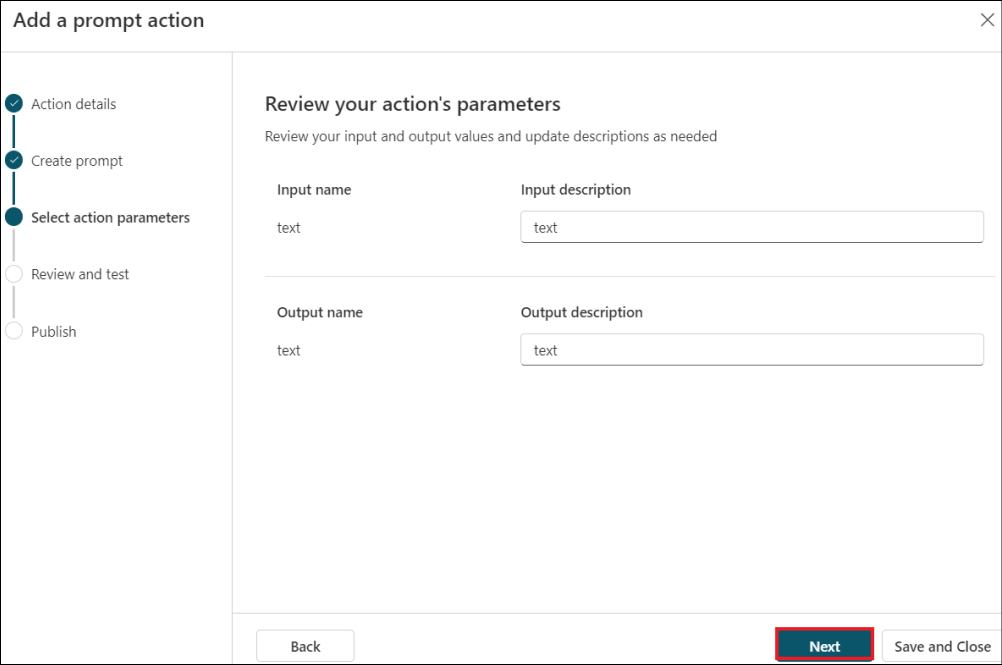 Add a prompt action
Action details
Create prompt
Select action parameters
Review and test
Publish
Review your action's parameters
Review your input and output values and update descriptions as needed
Input name Input description
text text
Output name Output description
text text
Back Next Save and Close